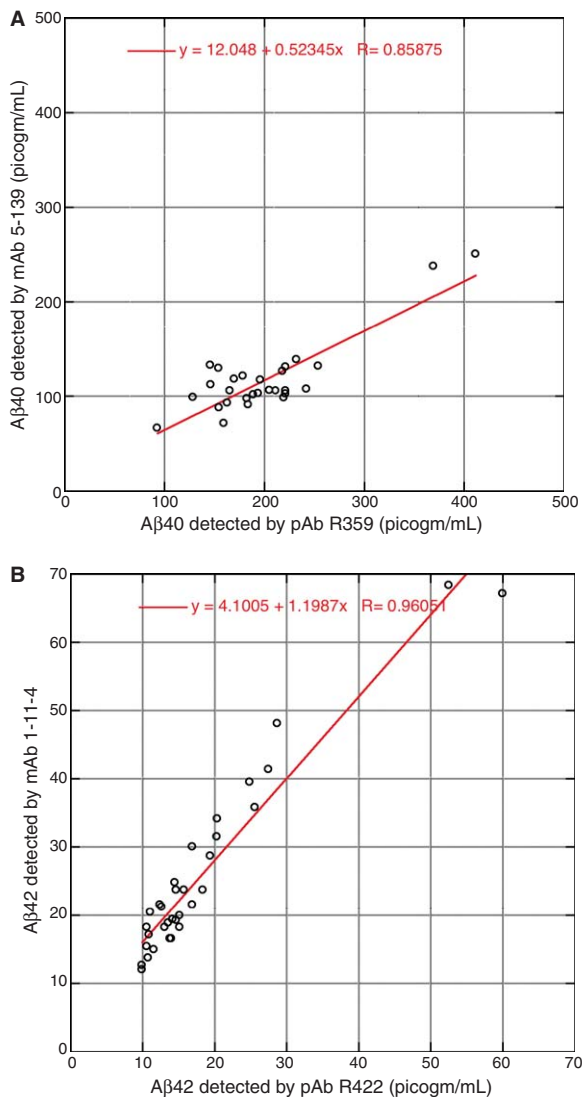 A
500
y = 12.048 + 0.52345x R= 0.85875
400
300
200
100
0
Aβ40 detected by mAb 5-139 (picogm/mL)
0 100 200 300 400 500
Aβ40 detected by pAb R359 (picogm/mL)
B
70
y = 4.1005 + 1.1987x R= 0.96051
60
50
40
30
20
10
0
Aβ42 detected by mAb 1-11-4
0 10 20 30 40 50 60 70
Aβ42 detected by pAb R422 (picogm/mL)